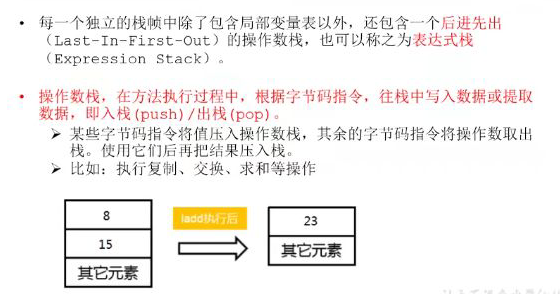 • 每一个独立的栈帧中除了包含局部变量表以外，还包含一个后进先出
（Last-In-First-Out）的操作数栈，也可以称之为表达式栈
（Expression Stack）。
• 操作数栈，在方法执行过程中，根据字节码指令，往栈中写入数据或提取
数据，即入栈(push)/出栈(pop)。
➢ 某些字节码指令将值压入操作数栈，其余的字节码指令将操作数取出
栈。使用它们后再把结果压入栈。
➢ 比如：执行复制、交换、求和等操作
8
15
其它元素
iadd执行后
23
其它元素